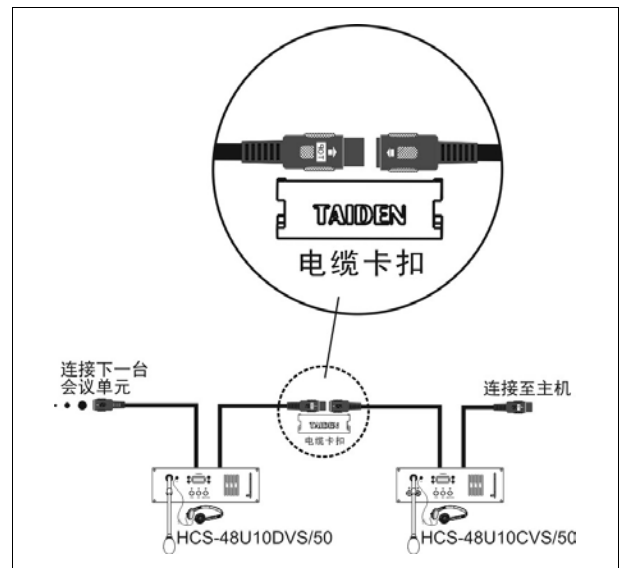 TAIDEN
电缆卡扣
连接下一台
会议单元
连接至主机
TAIDEN
电缆卡扣
HCS-48U10DVS/50
HCS-48U10CVS/50